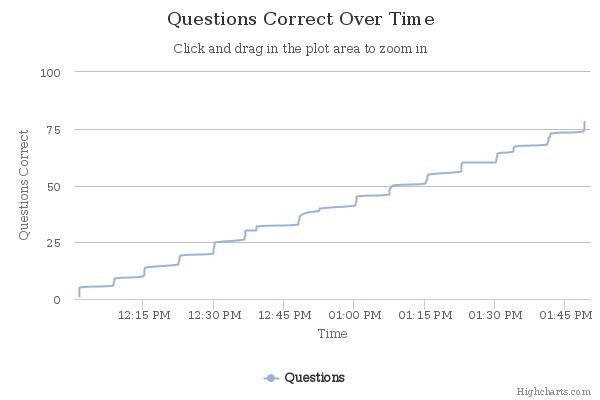 Questions Correct Over Time
Click and drag in the plot area to zoom in
Questions Correct
100
75
50
25
0
12:15 PM 12:30 PM 12:45 PM 01:00 PM 01:15 PM 01:30 PM 01:45 PM
Time
Questions
Highcharts.com